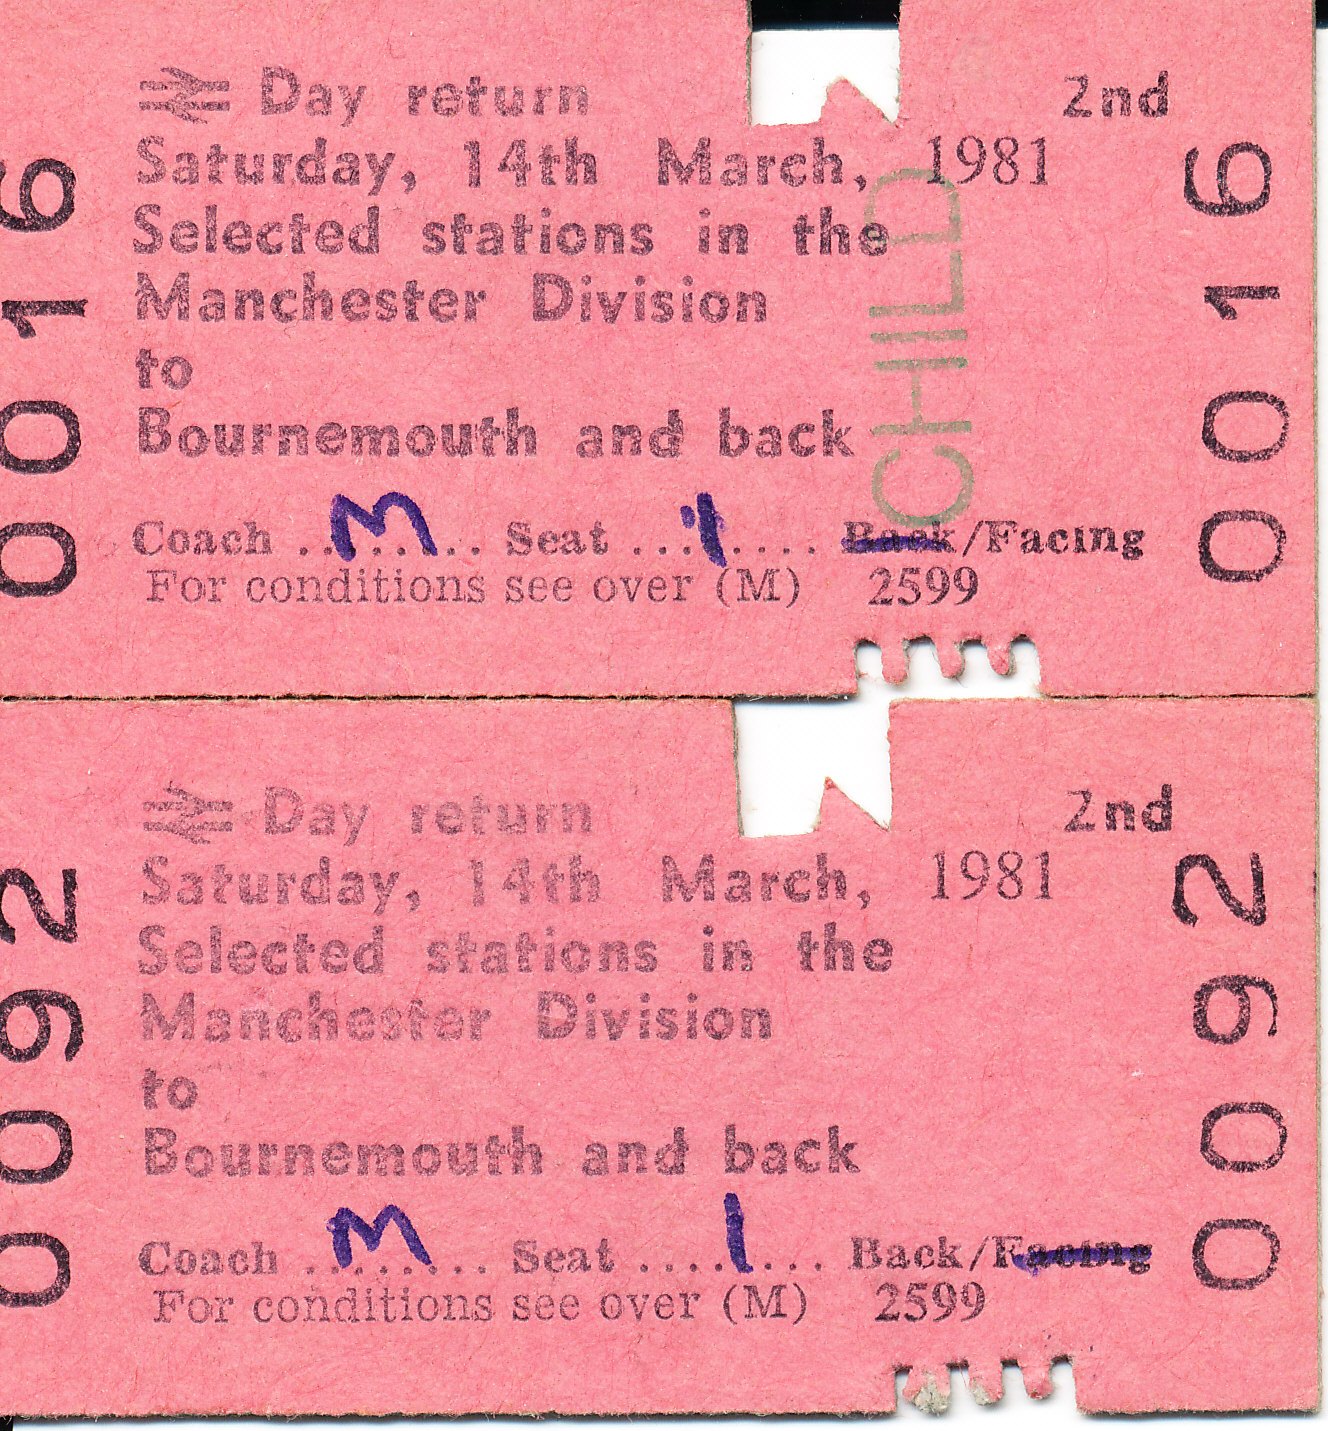 Day return 2nd
Saturday, 14th March, 1981
Selected stations in the
Manchester Division
to
Bournemouth and back
Coach ..M.. Seat ...1.... Back/Facing
For conditions see over (M) 2599
CHILD
0016
0016
Day return 2nd
Saturday, 14th March, 1981
Selected stations in the
Manchester Division
to
Bournemouth and back
Coach ..M.. Seat ....1... Back/Facing
For conditions see over (M) 2599
0092
0092